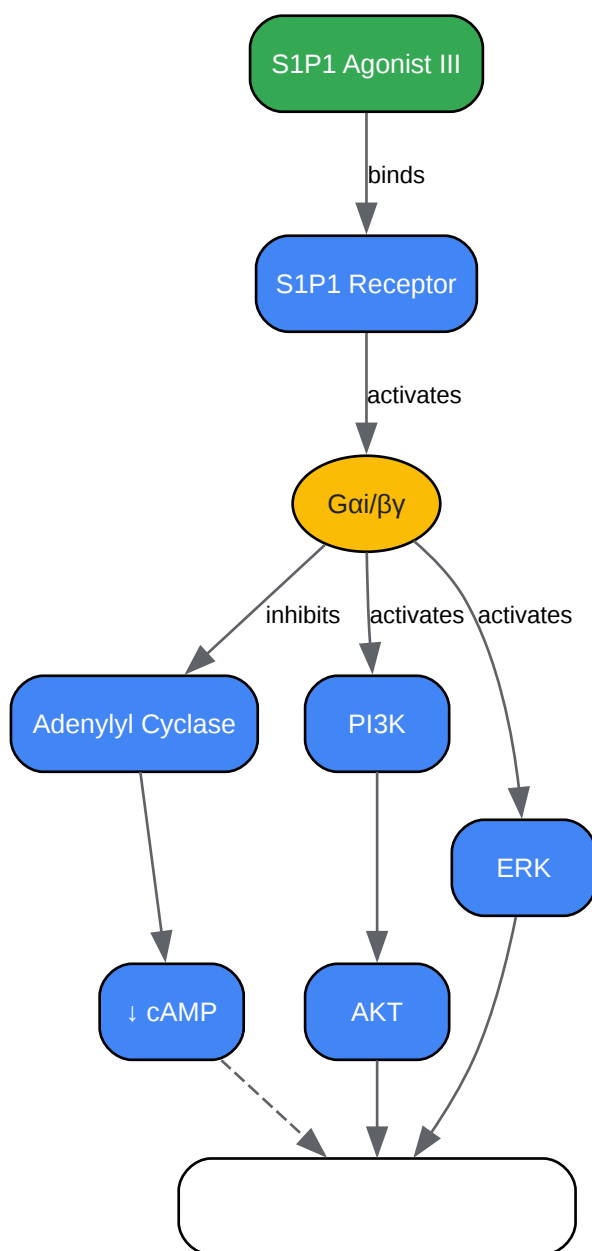 S1P1 Agonist III
binds
S1P1 Receptor
activates
Gαi/βγ
inhibits
activates
activates
Adenylyl Cyclase
PI3K
ERK
↓ cAMP
AKT